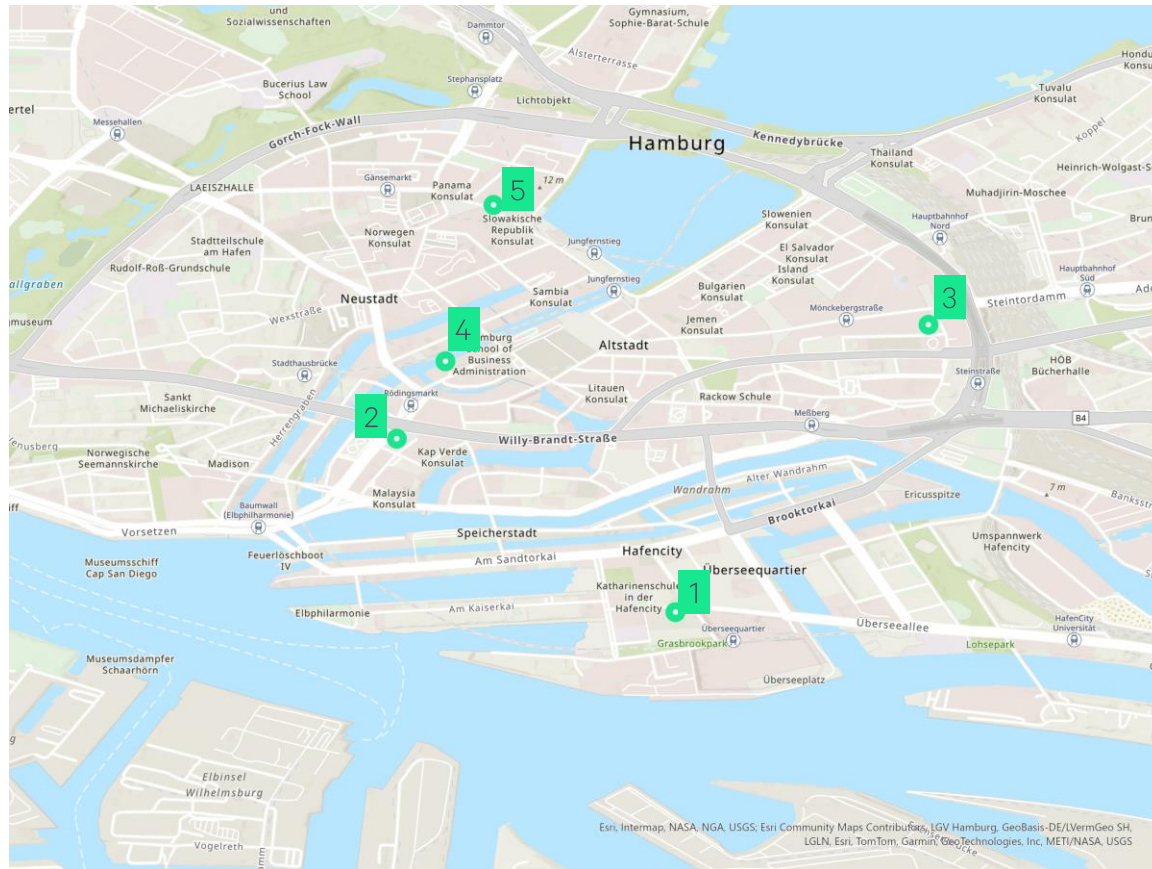 und
Sozialwissenschaften
Dammtor
Gymnasium,
Sophie-Barat-Schule
Alsterterrasse
Stephansplatz
Bucerius Law
School
Lichtobjekt
Tuvalu
Konsulat
Messehallen
Gorch-Fock-Wall
Hamburg
Kennedybrücke
Koppel
Thailand
Konsulat
Heinrich-Wolgast-Sc
Gänsemarkt
Panama
Konsulat
5
12 m
LAEISZHALLE
Muhadjirin-Moschee
Slowakische
Republik
Konsulat
Slowenien
Konsulat
Hauptbahnhof
Nord
Norwegen
Konsulat
Stadtteilschule
am Hafen
Jungfernstieg
El Salvador
Konsulat
Island
Konsulat
Rudolf-Roß-Grundschule
Hauptbahnhof
Süd
Jungfernstieg
Bulgarien
Konsulat
Sambia
Konsulat
Neustadt
3
Steintordamm
Mönckebergstraße
Wexstraße
Jemen
Konsulat
4
School of
Business
Administration
Altstadt
Stadthausbrücke
HÖB
Bücherhalle
Steinstraße
Sankt
Michaeliskirche
Rödingsmarkt
Litauen
Konsulat
Rackow Schule
Herrengraben
2
Meßberg
B4
Willy-Brandt-Straße
Norwegische
Seemannskirche
Madison
Kap Verde
Konsulat
Alter Wandrahm
Wandrahm
Malaysia
Konsulat
Ericusspitze
7 m
Baumwall
(Elbphilharmonie)
Brooktorkai
Vorsetzen
Speicherstadt
Umspannwerk
Hafencity
Feuerlöschboot
IV
Am Sandtorkai
Hafencity
Museumsschiff
Cap San Diego
Überseequartier
Katharinenschule
in der
Hafencity
1
Elbphilharmonie
Am Kaiserkai
Überseeallee
HafenCity
Universität
Überseequartier
Grasbrookpark
Lohsepark
Museumsdampfer
Schaarhörn
Überseeplatz
Elbinsel
Wilhelmsburg
Vogelreth
Esri, Intermap, NASA, NGA, USGS; Esri Community Maps Contributors, LGV Hamburg, GeoBasis-DE/LVermGeo SH,
LGLN, Esri, TomTom, Garmin, GeoTechnologies, Inc, METI/NASA, USGS